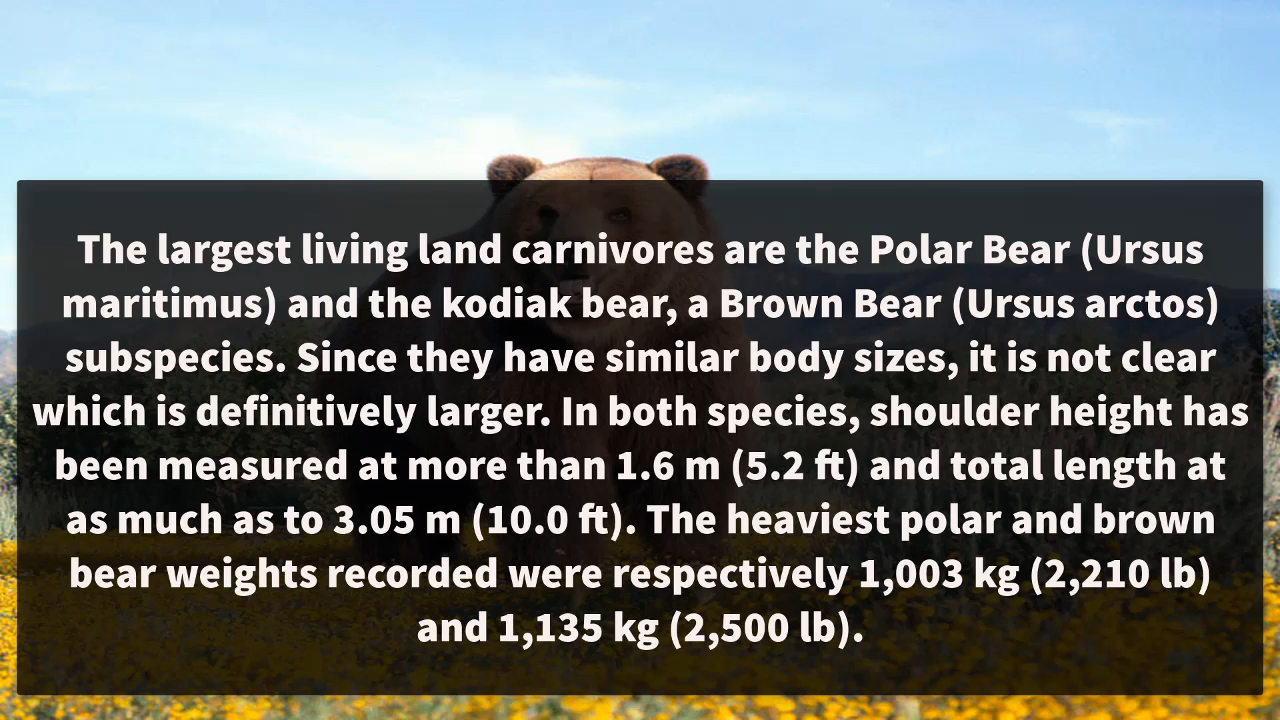 The largest living land carnivores are the Polar Bear (Ursus
maritimus) and the kodiak bear, a Brown Bear (Ursus arctos)
subspecies. Since they have similar body sizes, it is not clear
which is definitively larger. In both species, shoulder height has
been measured at more than 1.6 m (5.2 ft) and total length at
as much as to 3.05 m (10.0 ft). The heaviest polar and brown
bear weights recorded were respectively 1,003 kg (2,210 lb)
and 1,135 kg (2,500 lb).